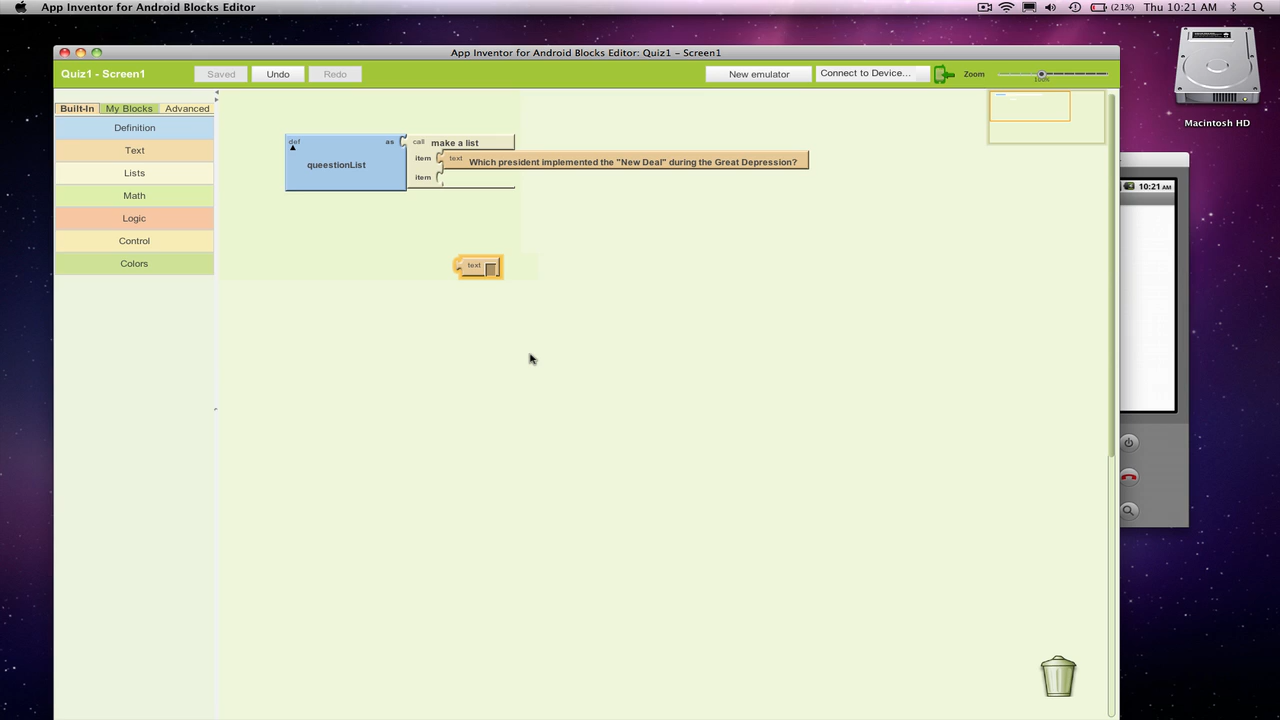 App Inventor for Android Blocks Editor
(21%) Thu 10:21 AM
App Inventor for Android Blocks Editor: Quiz1 – Screen1
Quiz1 - Screen1 Saved Undo Redo New emulator Connect to Device... Zoom
100%
Built-In My Blocks Advanced
Definition
Text
Lists
Math
Logic
Control
Colors
def as call make a list
queestionList
item text Which president implemented the "New Deal" during the Great Depression?
item
text
Macintosh HD
10:21 AM